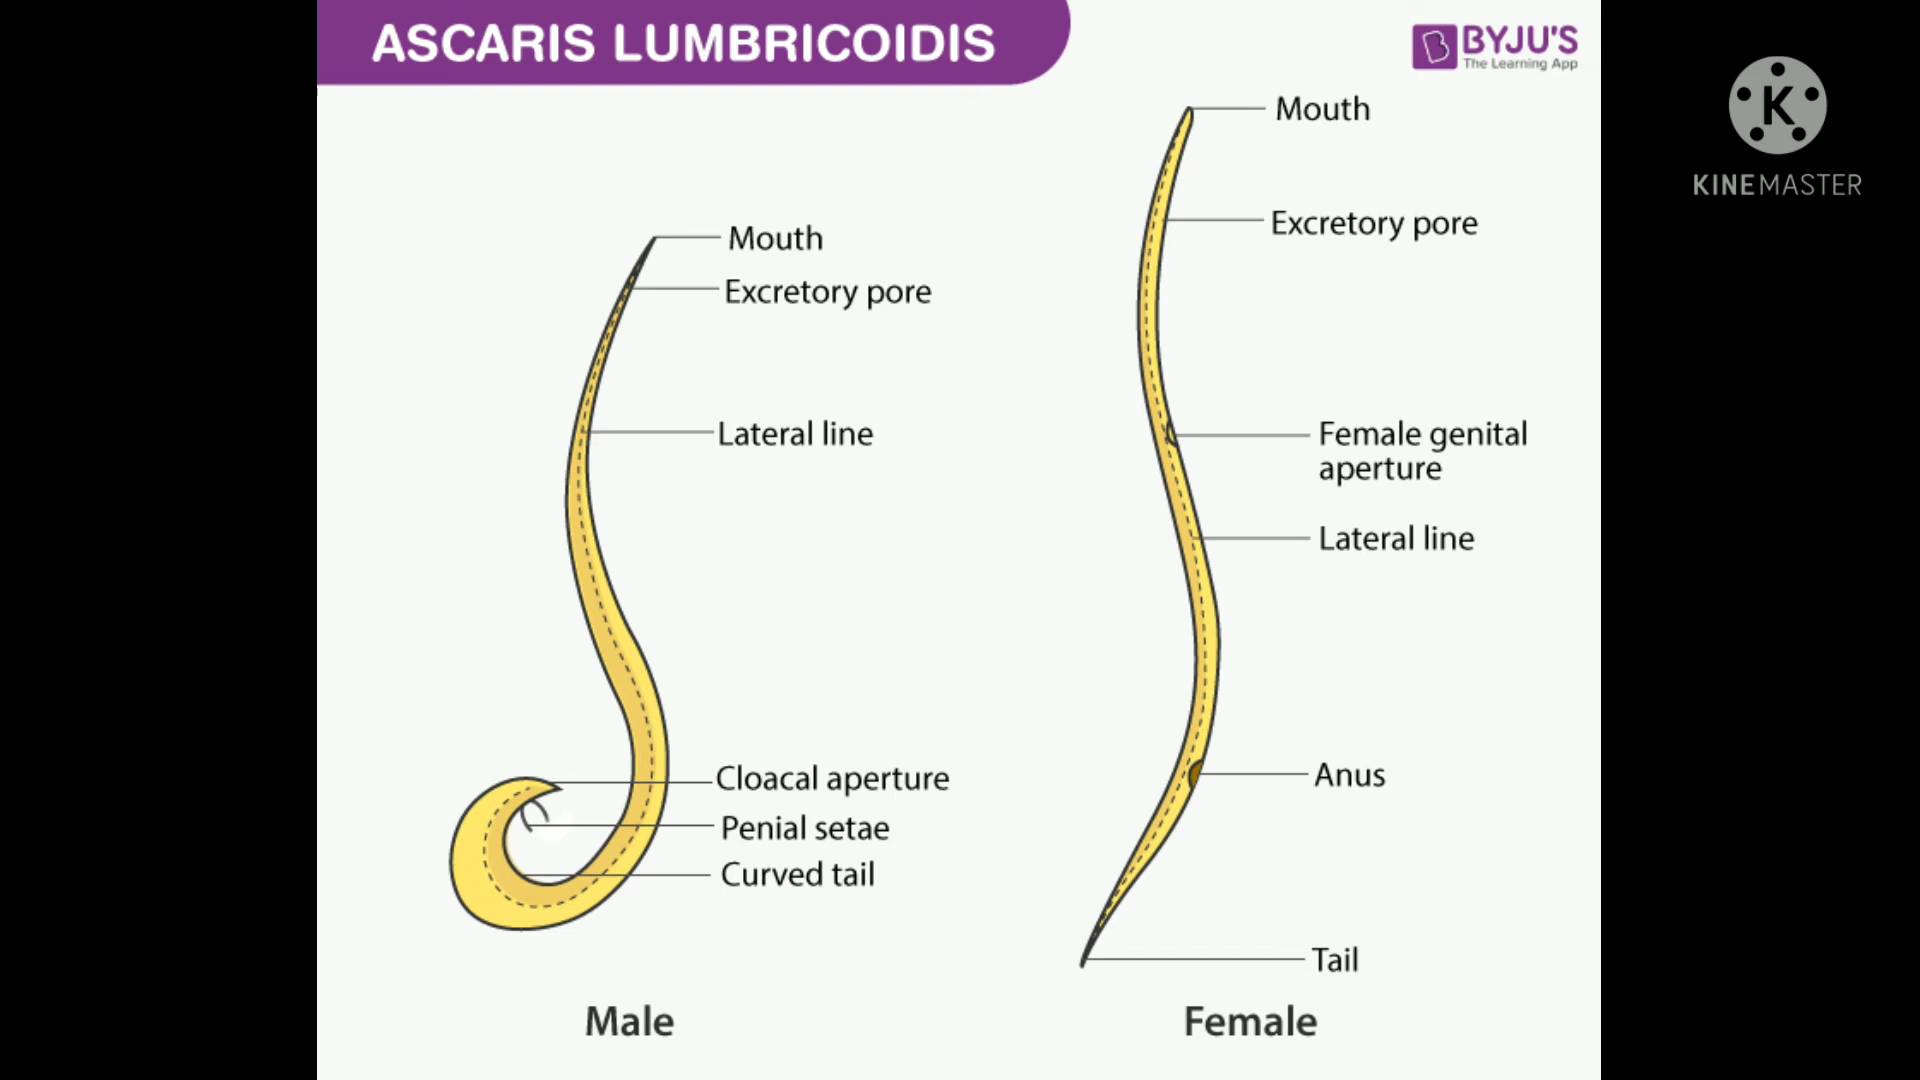 ASCARIS LUMBRICOIDIS
BYJU'S
The Learning App
KINEMASTER
Mouth
Excretory pore
Lateral line
Cloacal aperture
Penial setae
Curved tail
Male
Mouth
Excretory pore
Female genital
aperture
Lateral line
Anus
Tail
Female